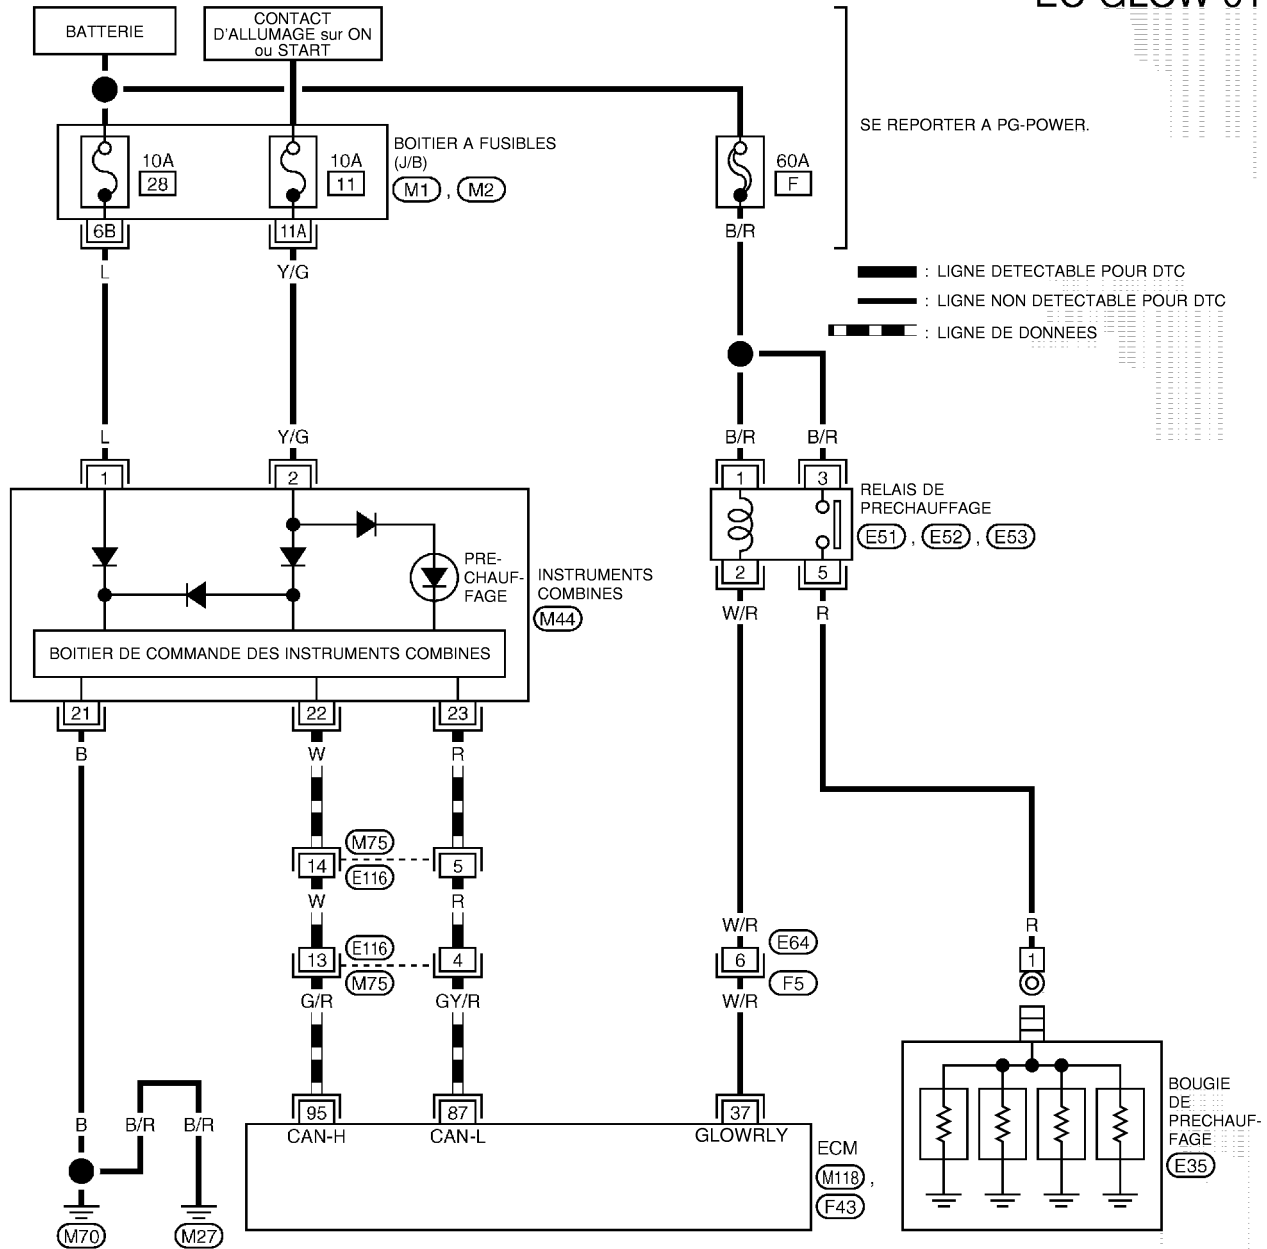 BATTERIE
CONTACT
D'ALLUMAGE sur ON
ou START
SE REPORTER A PG-POWER.
BOITIER A FUSIBLES
(J/B)
M1 , M2
10A
28
10A
11
60A
F
6B
11A
B/R
L
Y/G
: LIGNE DETECTABLE POUR DTC
: LIGNE NON DETECTABLE POUR DTC
: LIGNE DE DONNEES
L
Y/G
B/R
B/R
1
2
1
3
RELAIS DE
PRECHAUFFAGE
E51 , E52 , E53
PRE-
CHAUF-
FAGE
INSTRUMENTS
COMBINES
M44
2
5
W/R
R
BOITIER DE COMMANDE DES INSTRUMENTS COMBINES
21
22
23
B
W
R
M75
14
5
E116
W
R
W/R
R
E116
E64
13
4
6
1
M75
F5
G/R
GY/R
W/R
95
87
37
CAN-H
CAN-L
GLOWRLY
B
B/R
B/R
ECM
M118 ,
F43
BOUGIE
DE
PRECHAUF-
FAGE
E35
M70
M27